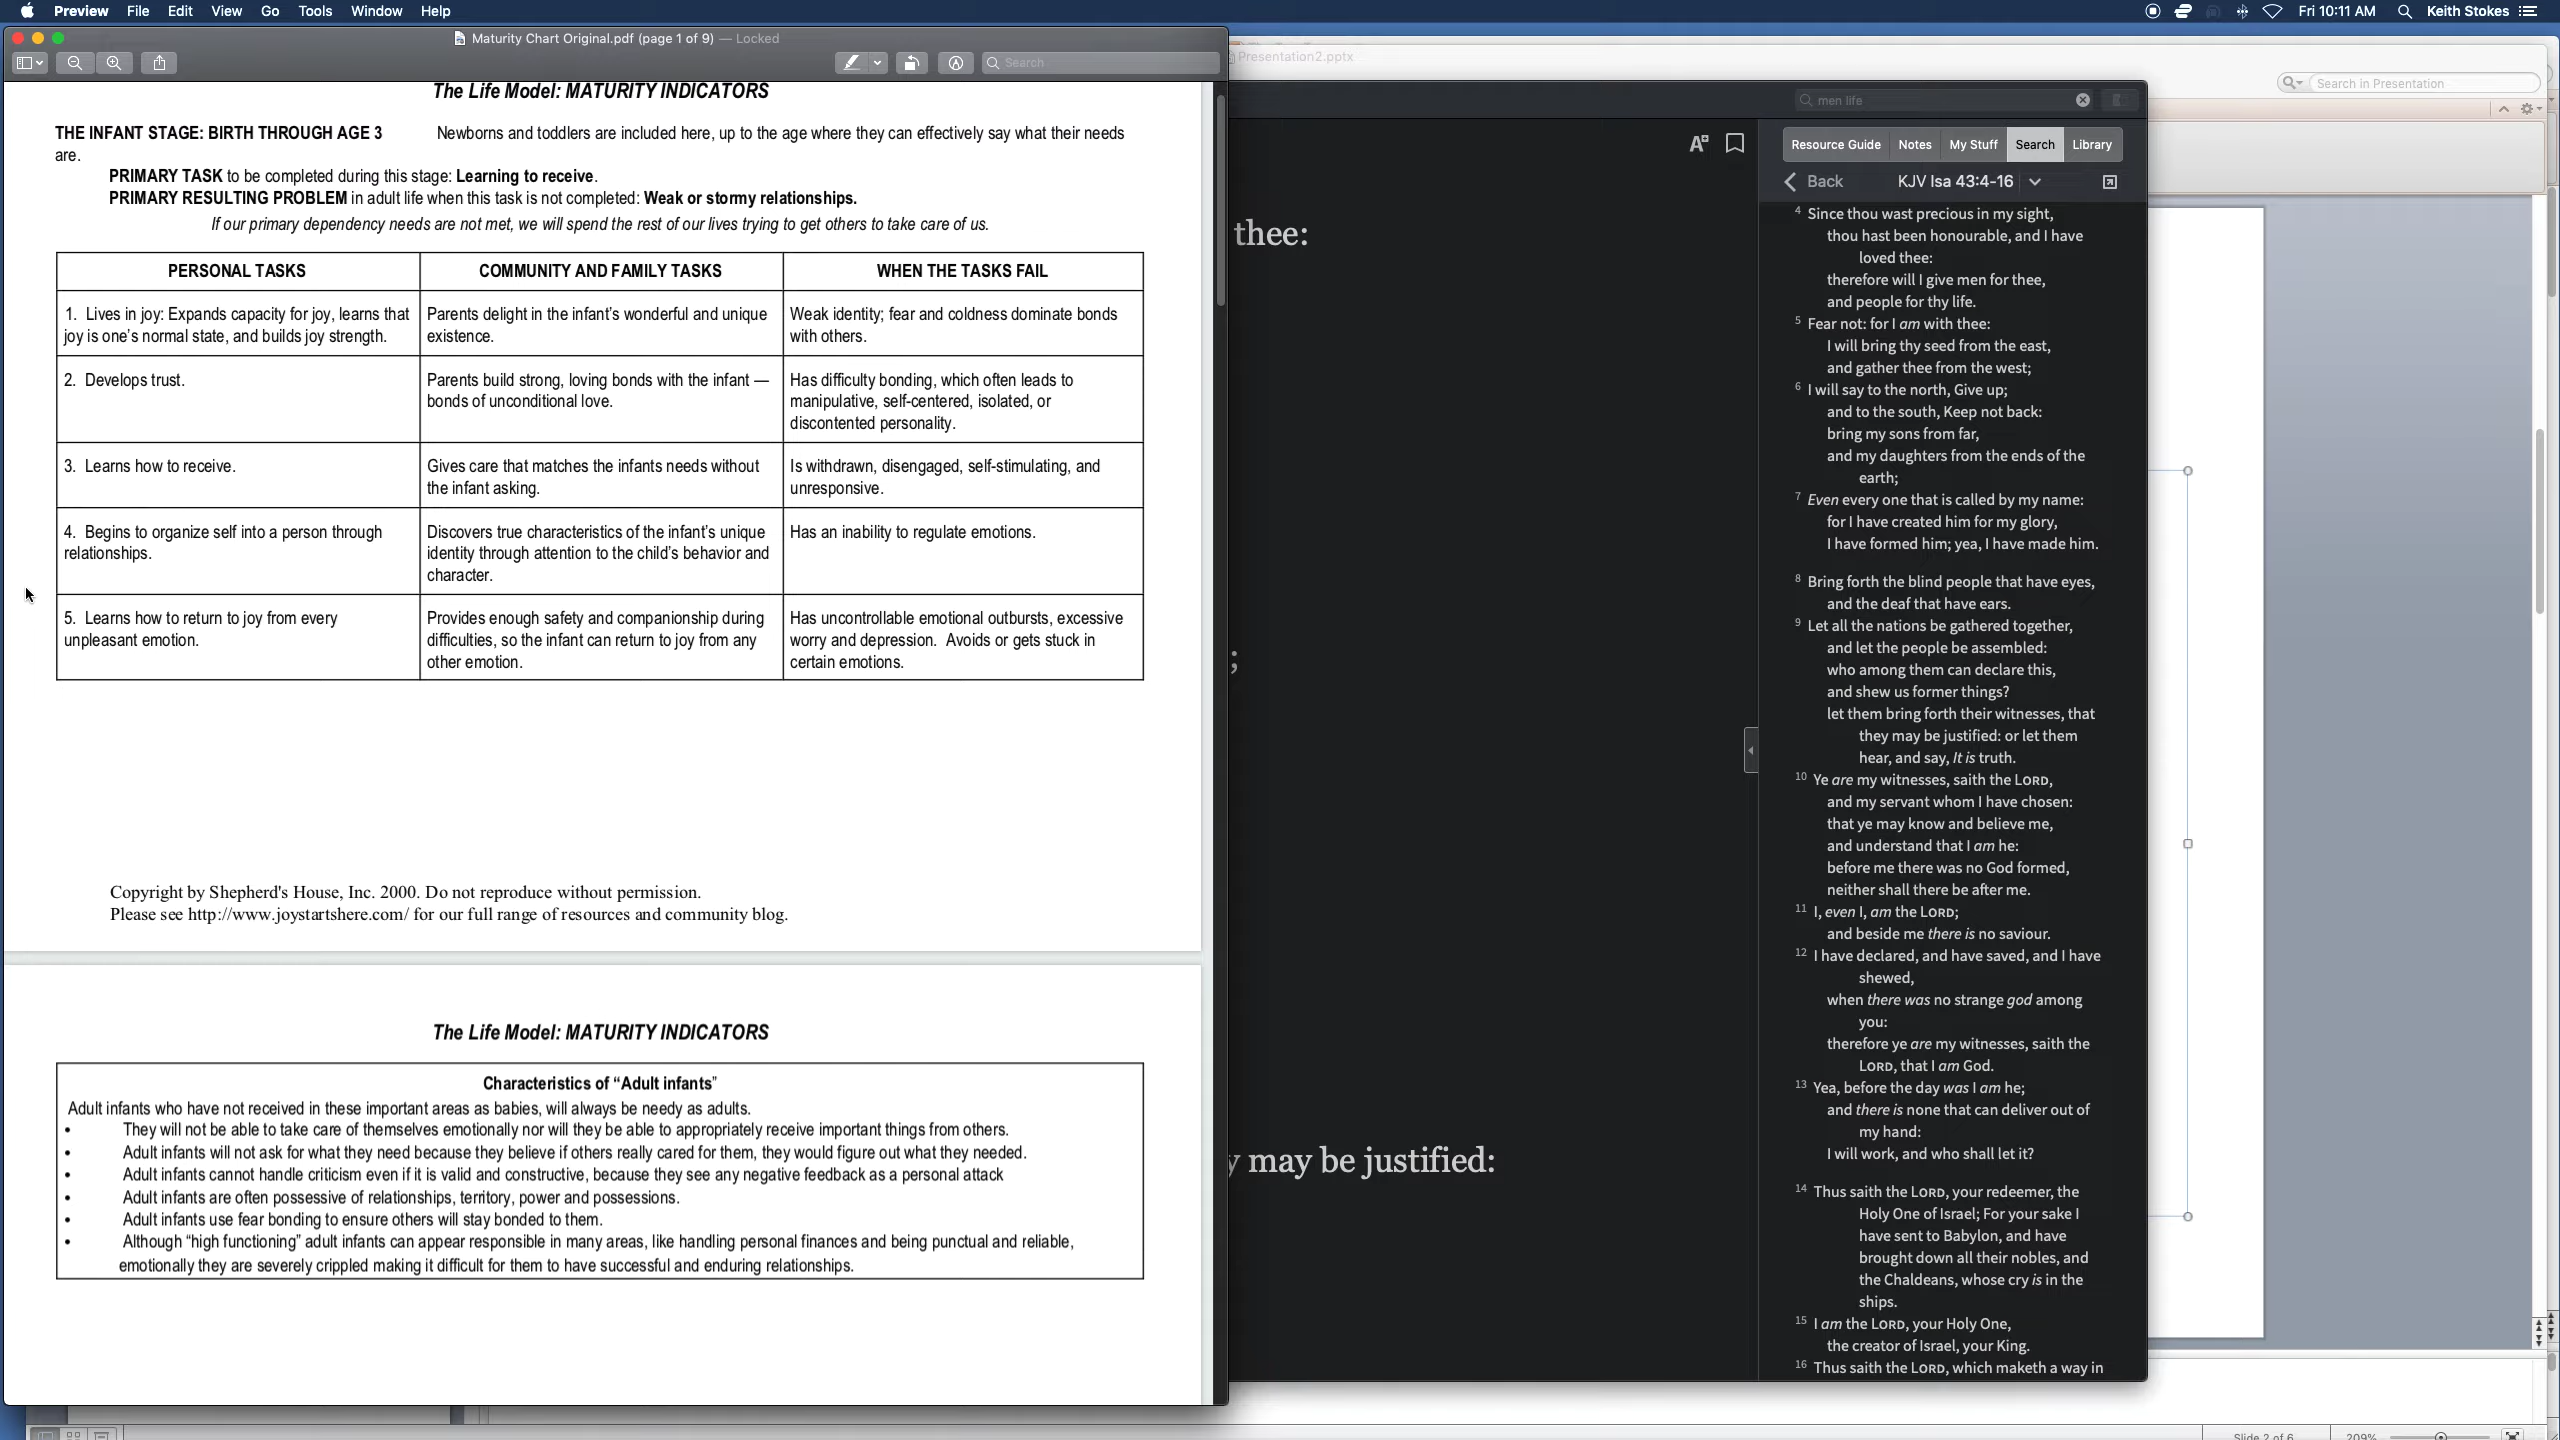 Preview File Edit View Go Tools Window Help
Fri 10:11 AM Keith Stokes
Maturity Chart Original.pdf (page 1 of 9) — Locked
Search
Presentation2.pptx
Search in Presentation
The Life Model: MATURITY INDICATORS
THE INFANT STAGE: BIRTH THROUGH AGE 3 Newborns and toddlers are included here, up to the age where they can effectively say what their needs
are.
PRIMARY TASK to be completed during this stage: Learning to receive.
PRIMARY RESULTING PROBLEM in adult life when this task is not completed: Weak or stormy relationships.
If our primary dependency needs are not met, we will spend the rest of our lives trying to get others to take care of us.
PERSONAL TASKS
COMMUNITY AND FAMILY TASKS
WHEN THE TASKS FAIL
1. Lives in joy: Expands capacity for joy, learns that
joy is one's normal state, and builds joy strength.
Parents delight in the infant's wonderful and unique
existence.
Weak identity; fear and coldness dominate bonds
with others.
2. Develops trust.
Parents build strong, loving bonds with the infant —
bonds of unconditional love.
Has difficulty bonding, which often leads to
manipulative, self-centered, isolated, or
discontented personality.
3. Learns how to receive.
Gives care that matches the infants needs without
the infant asking.
Is withdrawn, disengaged, self-stimulating, and
unresponsive.
4. Begins to organize self into a person through
relationships.
Discovers true characteristics of the infant's unique
identity through attention to the child's behavior and
character.
Has an inability to regulate emotions.
5. Learns how to return to joy from every
unpleasant emotion.
Provides enough safety and companionship during
difficulties, so the infant can return to joy from any
other emotion.
Has uncontrollable emotional outbursts, excessive
worry and depression. Avoids or gets stuck in
certain emotions.
Copyright by Shepherd's House, Inc. 2000. Do not reproduce without permission.
Please see http://www.joystartshere.com/ for our full range of resources and community blog.
The Life Model: MATURITY INDICATORS
Characteristics of “Adult infants”
Adult infants who have not received in these important areas as babies, will always be needy as adults.
• They will not be able to take care of themselves emotionally nor will they be able to appropriately receive important things from others.
• Adult infants will not ask for what they need because they believe if others really cared for them, they would figure out what they needed.
• Adult infants cannot handle criticism even if it is valid and constructive, because they see any negative feedback as a personal attack
• Adult infants are often possessive of relationships, territory, power and possessions.
• Adult infants use fear bonding to ensure others will stay bonded to them.
• Although “high functioning” adult infants can appear responsible in many areas, like handling personal finances and being punctual and reliable,
emotionally they are severely crippled making it difficult for them to have successful and enduring relationships.
thee:
;
y may be justified:
men life
Resource Guide Notes My Stuff Search Library
Back KJV Isa 43:4-16
4 Since thou wast precious in my sight,
thou hast been honourable, and I have
loved thee:
therefore will I give men for thee,
and people for thy life.
5 Fear not: for I am with thee:
I will bring thy seed from the east,
and gather thee from the west;
6 I will say to the north, Give up;
and to the south, Keep not back:
bring my sons from far,
and my daughters from the ends of the
earth;
7 Even every one that is called by my name:
for I have created him for my glory,
I have formed him; yea, I have made him.
8 Bring forth the blind people that have eyes,
and the deaf that have ears.
9 Let all the nations be gathered together,
and let the people be assembled:
who among them can declare this,
and shew us former things?
let them bring forth their witnesses, that
they may be justified: or let them
hear, and say, It is truth.
10 Ye are my witnesses, saith the LORD,
and my servant whom I have chosen:
that ye may know and believe me,
and understand that I am he:
before me there was no God formed,
neither shall there be after me.
11 I, even I, am the LORD;
and beside me there is no saviour.
12 I have declared, and have saved, and I have
shewed,
when there was no strange god among
you:
therefore ye are my witnesses, saith the
LORD, that I am God.
13 Yea, before the day was I am he;
and there is none that can deliver out of
my hand:
I will work, and who shall let it?
14 Thus saith the LORD, your redeemer, the
Holy One of Israel; For your sake I
have sent to Babylon, and have
brought down all their nobles, and
the Chaldeans, whose cry is in the
ships.
15 I am the LORD, your Holy One,
the creator of Israel, your King.
16 Thus saith the LORD, which maketh a way in
Slide 2 of 6
209%